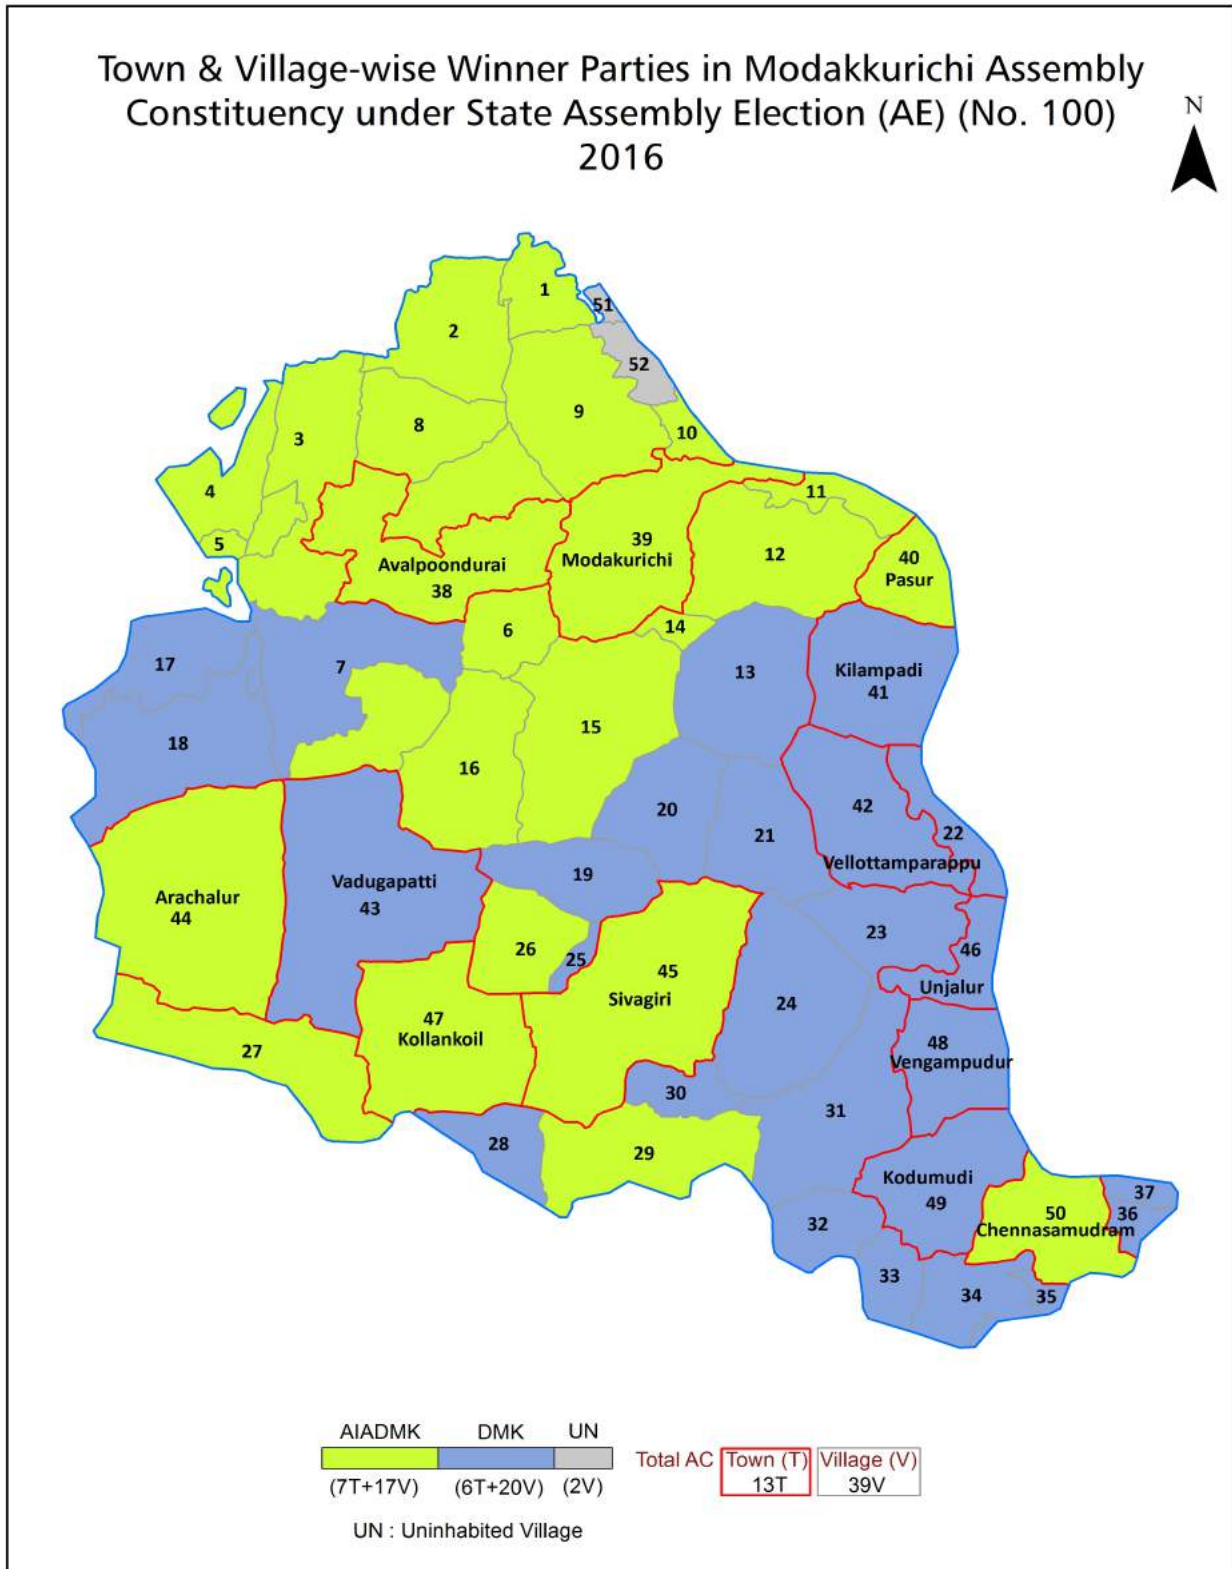 Town & Village-wise Winner Parties in Modakkurichi Assembly
Constituency under State Assembly Election (AE) (No. 100)
2016
N
1
51
2
52
9
8
10
3
4
11
5
39
Modakurichi
12
40
Pasur
Avalpoondurai
38
6
14
17
7
13
Kilampadi
41
15
18
16
20
42
21
22
Vellottamparappu
19
Vadugapatti
43
Arachalur
44
23
26
25
46
45
Sivagiri
Unjalur
24
47
Kollankoil
27
48
Vengampudur
30
31
28
29
Kodumudi
49
37
36
50
Chennasamudram
32
33
34
35
AIADMK DMK UN
(7T+17V) (6T+20V) (2V)
Total AC Town (T) Village (V)
13T 39V
UN : Uninhabited Village